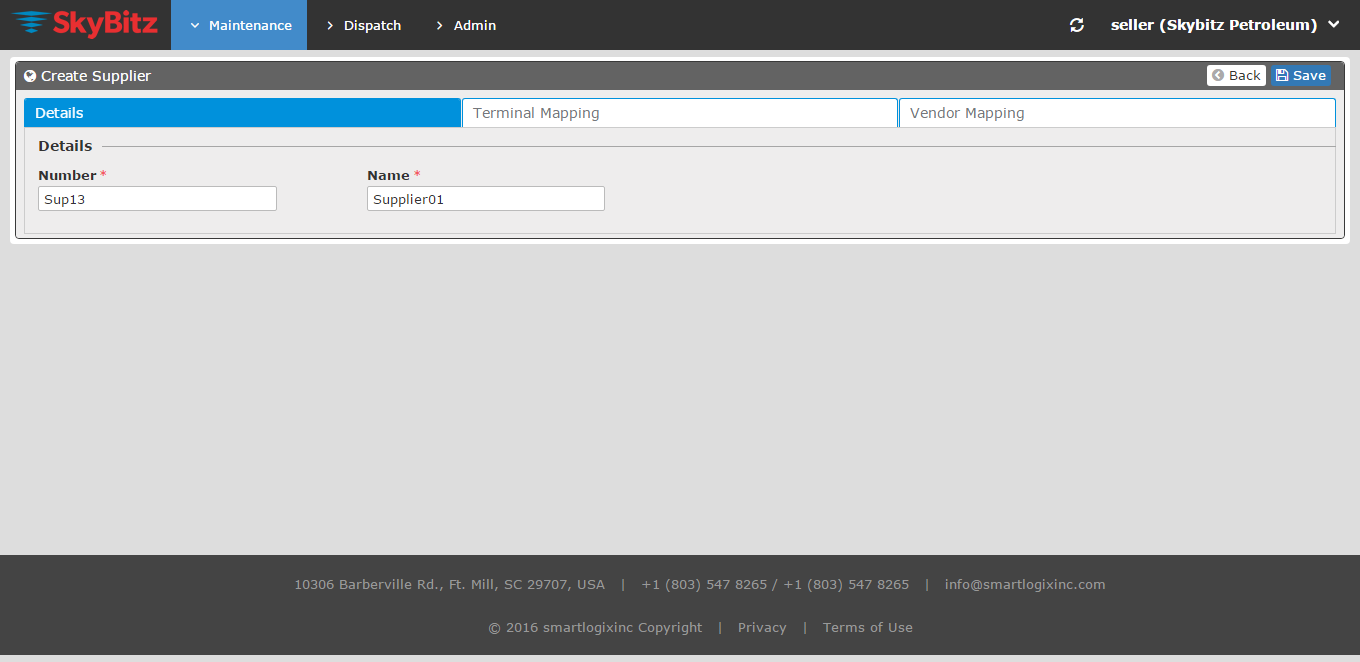 SkyBitz Maintenance Dispatch Admin seller (Skybitz Petroleum)
Create Supplier Back Save
Details Terminal Mapping Vendor Mapping
Details
Number * Name *
Sup13 Supplier01
10306 Barberville Rd., Ft. Mill, SC 29707, USA | +1 (803) 547 8265 / +1 (803) 547 8265 | info@smartlogixinc.com
© 2016 smartlogixinc Copyright | Privacy | Terms of Use